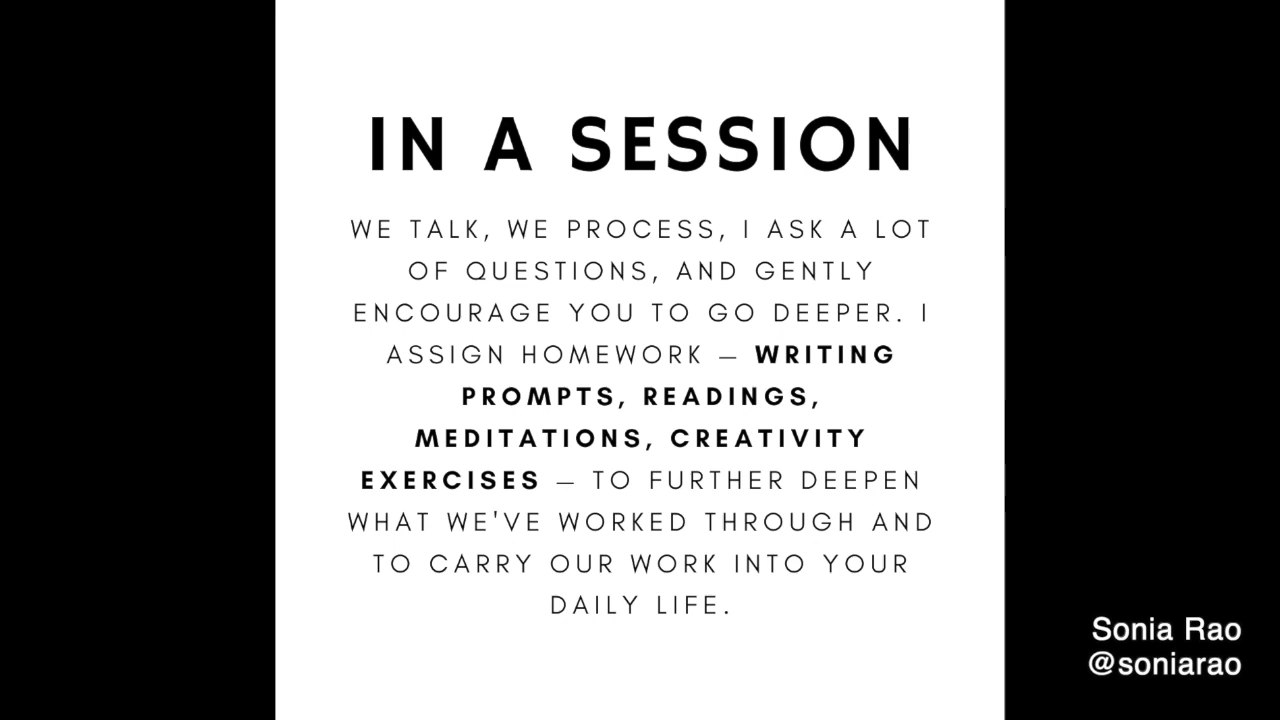 IN A SESSION
WE TALK, WE PROCESS, I ASK A LOT
OF QUESTIONS, AND GENTLY
ENCOURAGE YOU TO GO DEEPER. I
ASSIGN HOMEWORK — WRITING
PROMPTS, READINGS,
MEDITATIONS, CREATIVITY
EXERCISES — TO FURTHER DEEPEN
WHAT WE'VE WORKED THROUGH AND
TO CARRY OUR WORK INTO YOUR
DAILY LIFE.
Sonia Rao
@soniarao